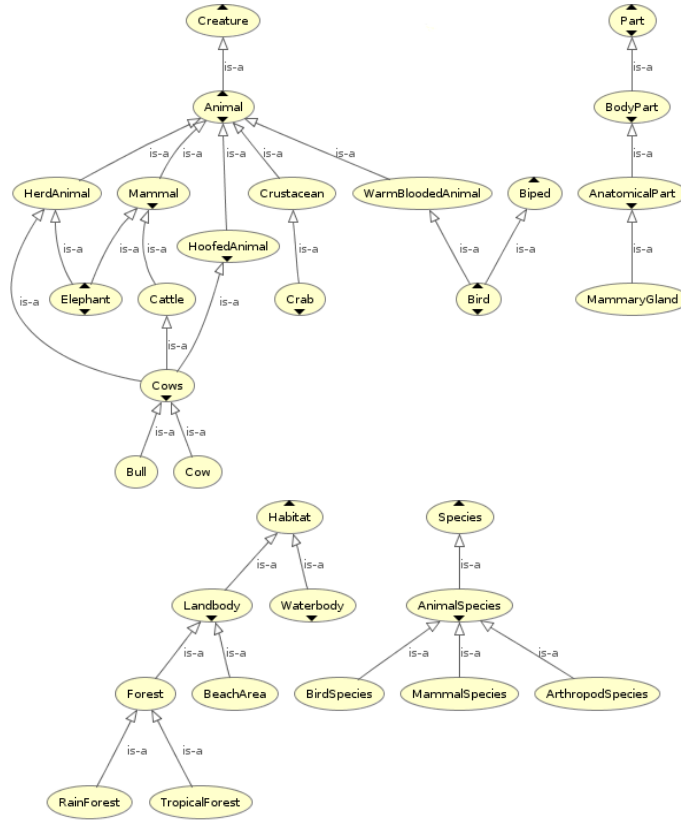 Creature
Part
is-a
is-a
Animal
BodyPart
is-a
is-a
is-a
is-a
is-a
is-a
HerdAnimal
Mammal
Crustacean
WarmBloodedAnimal
Biped
AnatomicalPart
HoofedAnimal
is-a
is-a
is-a
is-a
is-a
is-a
is-a
Elephant
Cattle
is-a
is-a
Crab
Bird
MammaryGland
is-a
Cows
is-a
is-a
Bull
Cow
Habitat
Species
is-a
is-a
is-a
Landbody
Waterbody
AnimalSpecies
is-a
is-a
is-a
is-a
is-a
Forest
BeachArea
BirdSpecies
MammalSpecies
ArthropodSpecies
is-a
is-a
RainForest
TropicalForest